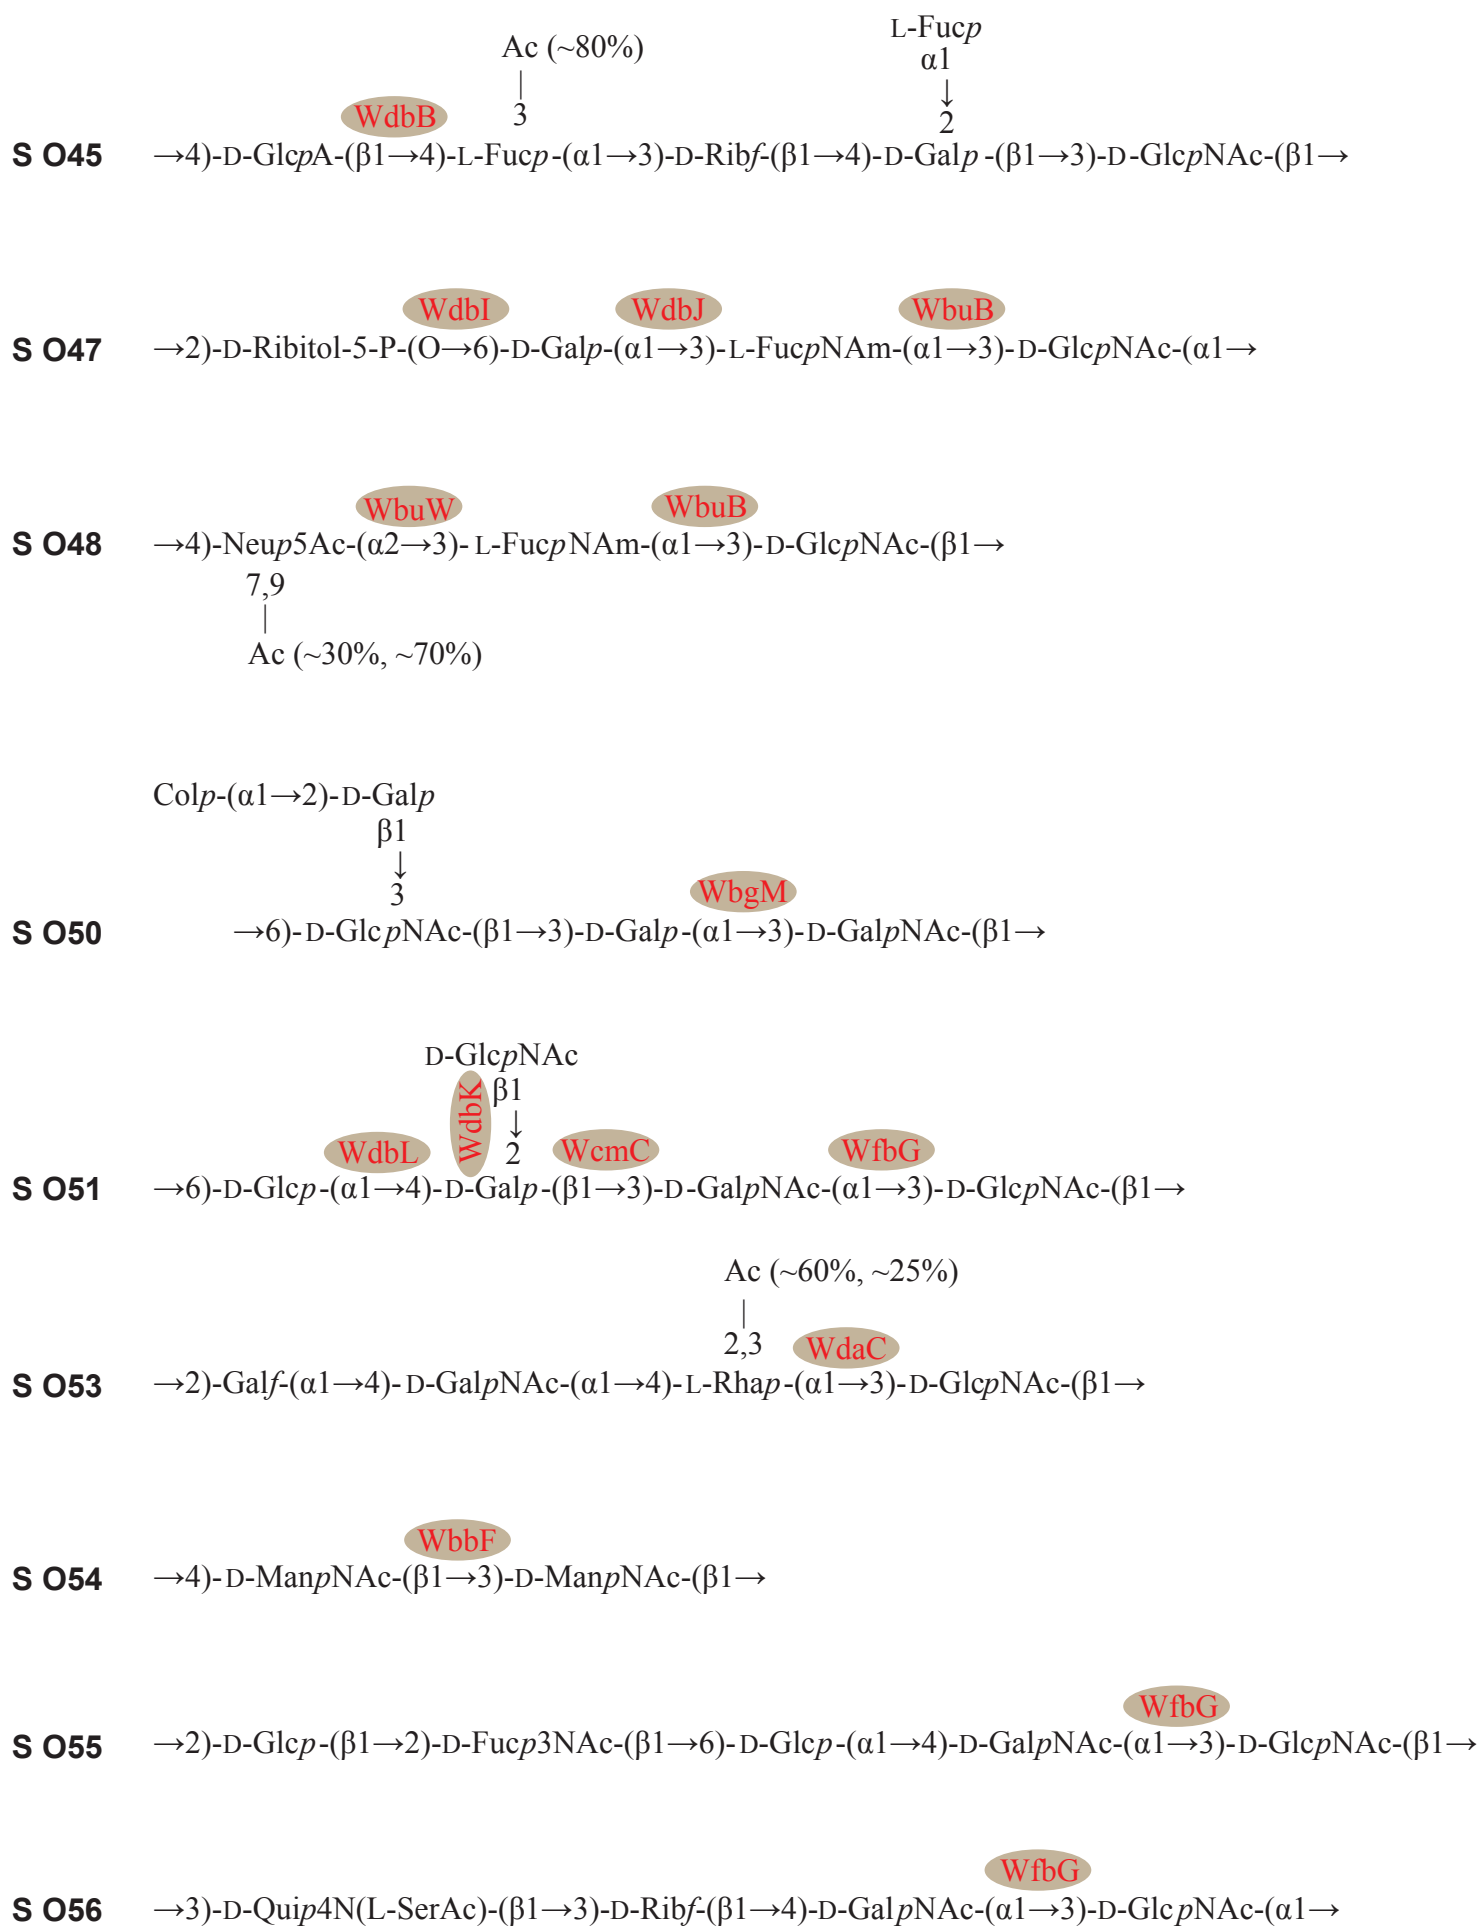 L-Fucp
Ac (~80%) α1
| ↓
WdbB 3 2
S O45 →4)-D-GlcpA-(β1→4)-L-Fucp-(α1→3)-D-Ribf-(β1→4)-D-Galp-(β1→3)-D-GlcpNAc-(β1→
WdbI WdbJ WbuB
S O47 →2)-D-Ribitol-5-P-(O→6)-D-Galp-(α1→3)-L-FucpNAm-(α1→3)-D-GlcpNAc-(α1→
WbuW WbuB
S O48 →4)-Neup5Ac-(α2→3)-L-FucpNAm-(α1→3)-D-GlcpNAc-(β1→
7,9
|
Ac (~30%, ~70%)
Colp-(α1→2)-D-Galp
β1
↓
3 WbgM
S O50 →6)-D-GlcpNAc-(β1→3)-D-Galp-(α1→3)-D-GalpNAc-(β1→
D-GlcpNAc
WdbK β1
↓
WdbL 2 WcmC WfbG
S O51 →6)-D-Glcp-(α1→4)-D-Galp-(β1→3)-D-GalpNAc-(α1→3)-D-GlcpNAc-(β1→
Ac (~60%, ~25%)
|
2,3 WdaC
S O53 →2)-Galf-(α1→4)-D-GalpNAc-(α1→4)-L-Rhap-(α1→3)-D-GlcpNAc-(β1→
WbbF
S O54 →4)-D-ManpNAc-(β1→3)-D-ManpNAc-(β1→
WfbG
S O55 →2)-D-Glcp-(β1→2)-D-Fucp3NAc-(β1→6)-D-Glcp-(α1→4)-D-GalpNAc-(α1→3)-D-GlcpNAc-(β1→
WfbG
S O56 →3)-D-Quip4N(L-SerAc)-(β1→3)-D-Ribf-(β1→4)-D-GalpNAc-(α1→3)-D-GlcpNAc-(α1→